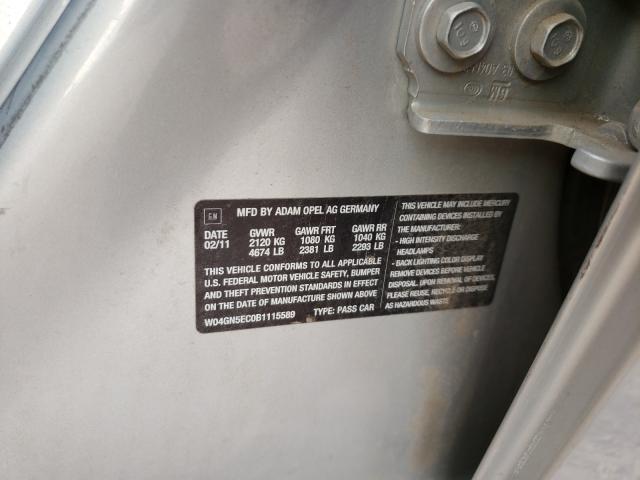 GM
MFD BY ADAM OPEL AG GERMANY
DATE GVWR GAWR FRT GAWR RR
02/11 2120 KG 1080 KG 1040 KG
4674 LB 2381 LB 2293 LB
THIS VEHICLE CONFORMS TO ALL APPLICABLE
U.S. FEDERAL MOTOR VEHICLE SAFETY, BUMPER
AND THEFT PREVENTION STANDARDS IN EFFECT
ON THE DATE OF MANUFACTURE SHOWN ABOVE
W04GN5EC0B1115589 TYPE: PASS CAR
THIS VEHICLE MAY INCLUDE MERCURY
CONTAINING DEVICES INSTALLED BY
THE MANUFACTURER:
- HIGH INTENSITY DISCHARGE
HEADLAMPS
- BACK LIGHTING COLOR DISPLAY
REMOVE DEVICES BEFORE VEHICLE
DISPOSAL. UPON REMOVAL OF DEVICES,
PLEASE REUSE, RECYCLE OR DISPOSE
AS HAZARDOUS WASTE.
GM